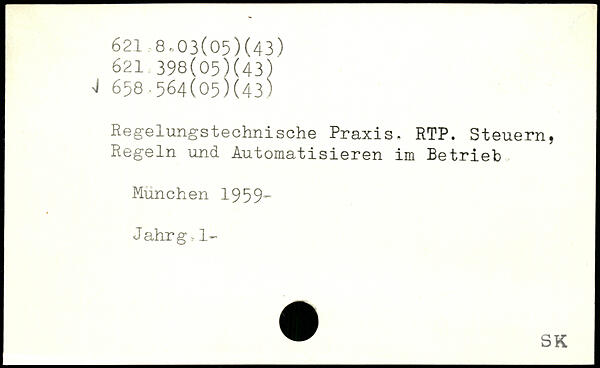 621.8.03(05)(43)
621.398(05)(43)
√ 658.564(05)(43)
Regelungstechnische Praxis. RTP. Steuern,
Regeln und Automatisieren im Betrieb.
München 1959-
Jahrg.1-
SK